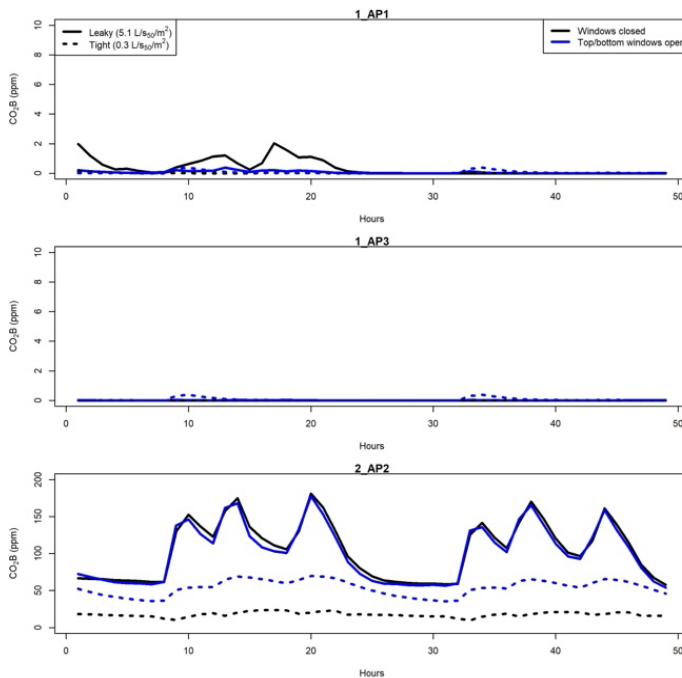 1_AP1
Leaky (5.1 L/s₅₀/m²)
Tight (0.3 L/s₅₀/m²)
Windows closed
Top/bottom windows open
CO₂B (ppm)
10
8
6
4
2
0
0 10 20 30 40 50
Hours
1_AP3
CO₂B (ppm)
10
8
6
4
2
0
0 10 20 30 40 50
Hours
2_AP2
CO₂B (ppm)
200
150
100
50
0
0 10 20 30 40 50
Hours